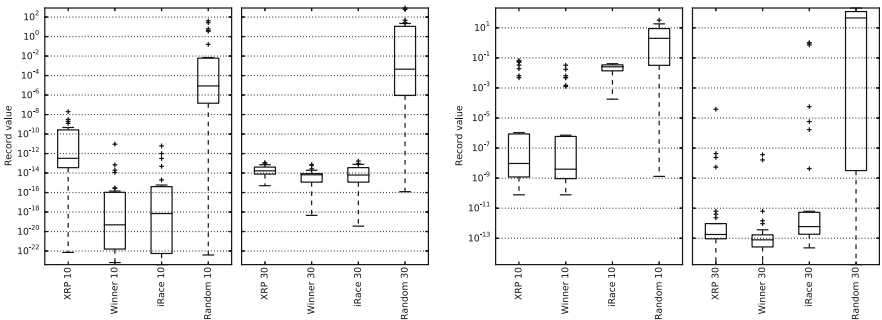 Record value
10^2
10^0
10^-2
10^-4
10^-6
10^-8
10^-10
10^-12
10^-14
10^-16
10^-18
10^-20
10^-22
XRP 10
Winner 10
iRace 10
Random 10
XRP 30
Winner 30
iRace 30
Random 30
Record value
10^1
10^-1
10^-3
10^-5
10^-7
10^-9
10^-11
10^-13
XRP 10
Winner 10
iRace 10
Random 10
XRP 30
Winner 30
iRace 30
Random 30